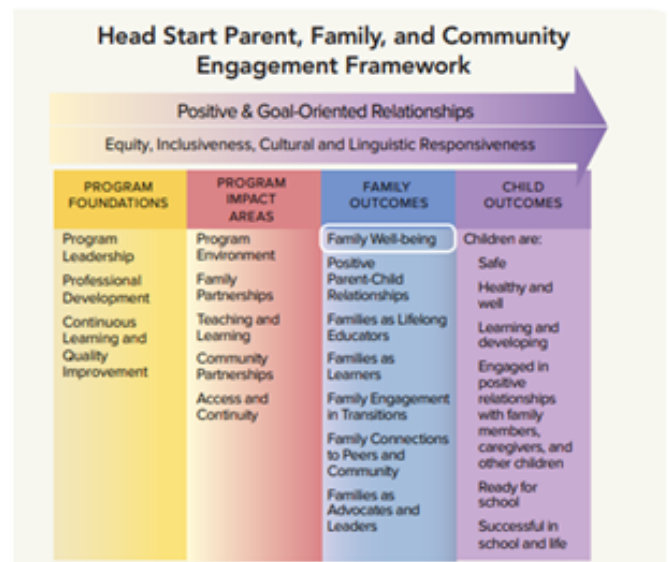 Head Start Parent, Family, and Community
Engagement Framework
Positive & Goal-Oriented Relationships
Equity, Inclusiveness, Cultural and Linguistic Responsiveness
PROGRAM
FOUNDATIONS
Program
Leadership
Professional
Development
Continuous
Learning and
Quality
Improvement
PROGRAM
IMPACT
AREAS
Program
Environment
Family
Partnerships
Teaching and
Learning
Community
Partnerships
Access and
Continuity
FAMILY
OUTCOMES
Family Well-being
Positive
Parent-Child
Relationships
Families as Lifelong
Educators
Families as
Learners
Family Engagement
in Transitions
Family Connections
to Peers and
Community
Families as
Advocates and
Leaders
CHILD
OUTCOMES
Children are:
Safe
Healthy and
well
Learning and
developing
Engaged in
positive
relationships
with family
members,
caregivers, and
other children
Ready for
school
Successful in
school and life